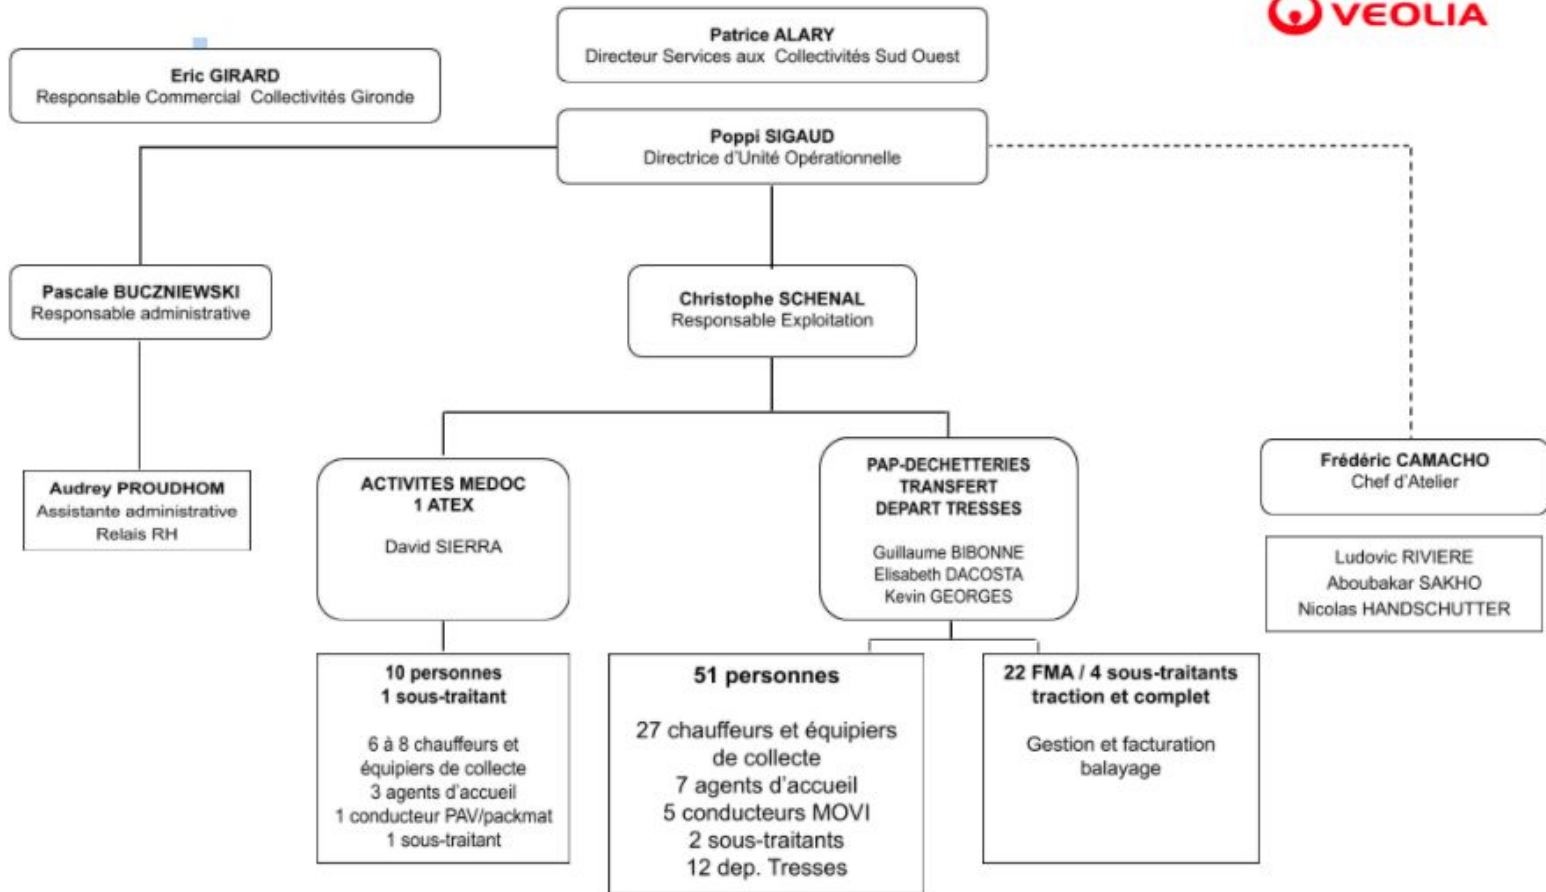 VEOLIA
Patrice ALARY
Directeur Services aux Collectivités Sud Ouest
Eric GIRARD
Responsable Commercial Collectivités Gironde
Poppi SIGAUD
Directrice d'Unité Opérationnelle
Pascale BUCZNIEWSKI
Responsable administrative
Christophe SCHENAL
Responsable Exploitation
Frédéric CAMACHO
Chef d'Atelier
Audrey PROUDHOM
Assistante administrative
Relais RH
ACTIVITES MEDOC
1 ATEX
David SIERRA
PAP-DECHETTERIES
TRANSFERT
DEPART TRESSES
Guillaume BIBONNE
Elisabeth DACOSTA
Kevin GEORGES
Ludovic RIVIERE
Aboubakar SAKHO
Nicolas HANDSCHUTTER
10 personnes
1 sous-traitant
6 à 8 chauffeurs et
équipiers de collecte
3 agents d'accueil
1 conducteur PAV/packmat
1 sous-traitant
51 personnes
27 chauffeurs et équipiers
de collecte
7 agents d'accueil
5 conducteurs MOVI
2 sous-traitants
12 dep. Tresses
22 FMA / 4 sous-traitants
traction et complet
Gestion et facturation
balayage